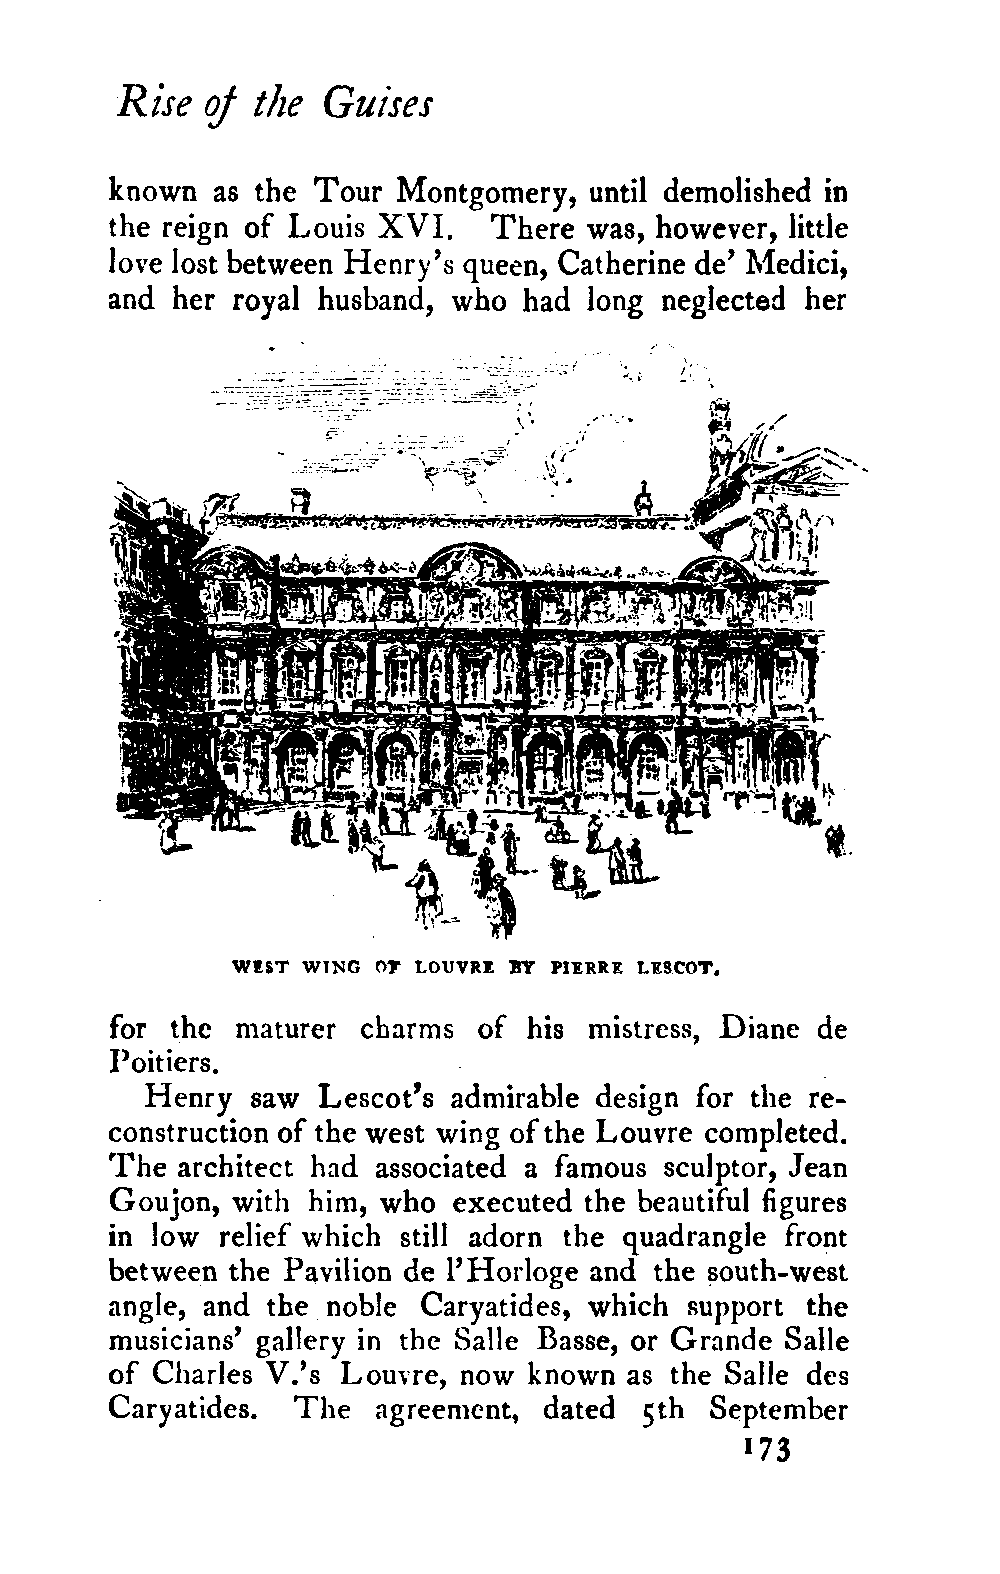 Rise of the Guises
known as the Tour Montgomery, until demolished in
the reign of Louis XVI. There was, however, little
love lost between Henry's queen, Catherine de' Medici,
and her royal husband, who had long neglected her
WEST WING OF LOUVRE BY PIERRE LESCOT.
for the maturer charms of his mistress, Diane de
Poitiers.
Henry saw Lescot's admirable design for the re-
construction of the west wing of the Louvre completed.
The architect had associated a famous sculptor, Jean
Goujon, with him, who executed the beautiful figures
in low relief which still adorn the quadrangle front
between the Pavilion de l'Horloge and the south-west
angle, and the noble Caryatides, which support the
musicians' gallery in the Salle Basse, or Grande Salle
of Charles V.'s Louvre, now known as the Salle des
Caryatides. The agreement, dated 5th September
173